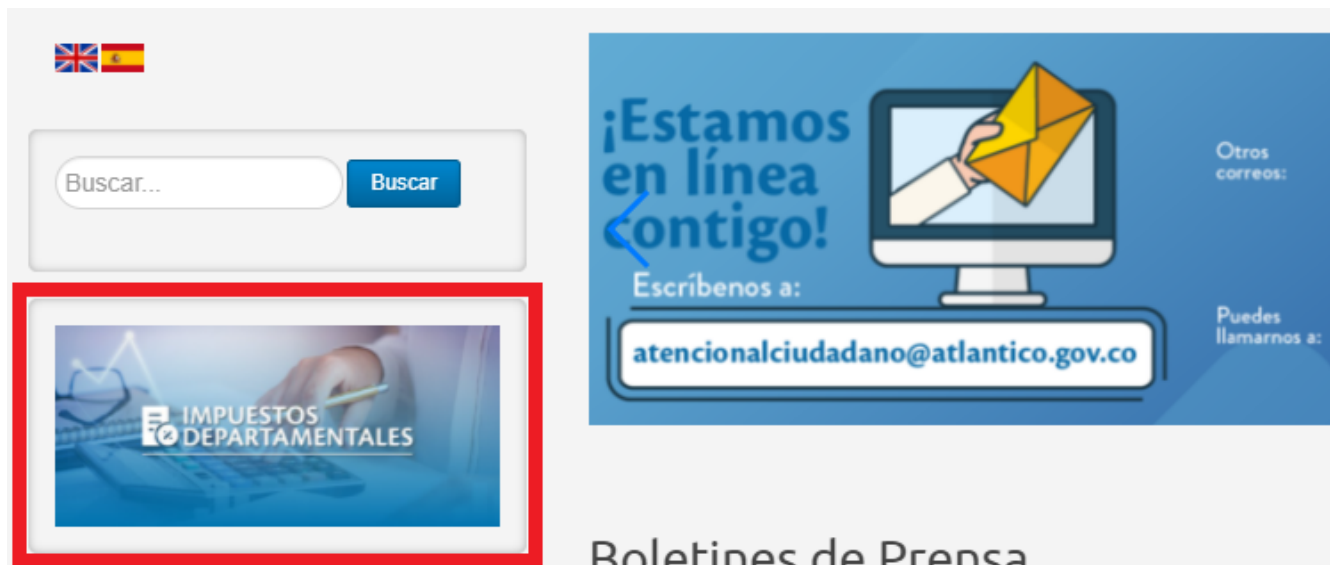 Buscar...
Buscar
IMPUESTOS
DEPARTAMENTALES
¡Estamos
en línea
contigo!
Escríbenos a:
atencionalciudadano@atlantico.gov.co
Otros
correos:
Puedes
llamarnos a:
Boletines de Prensa